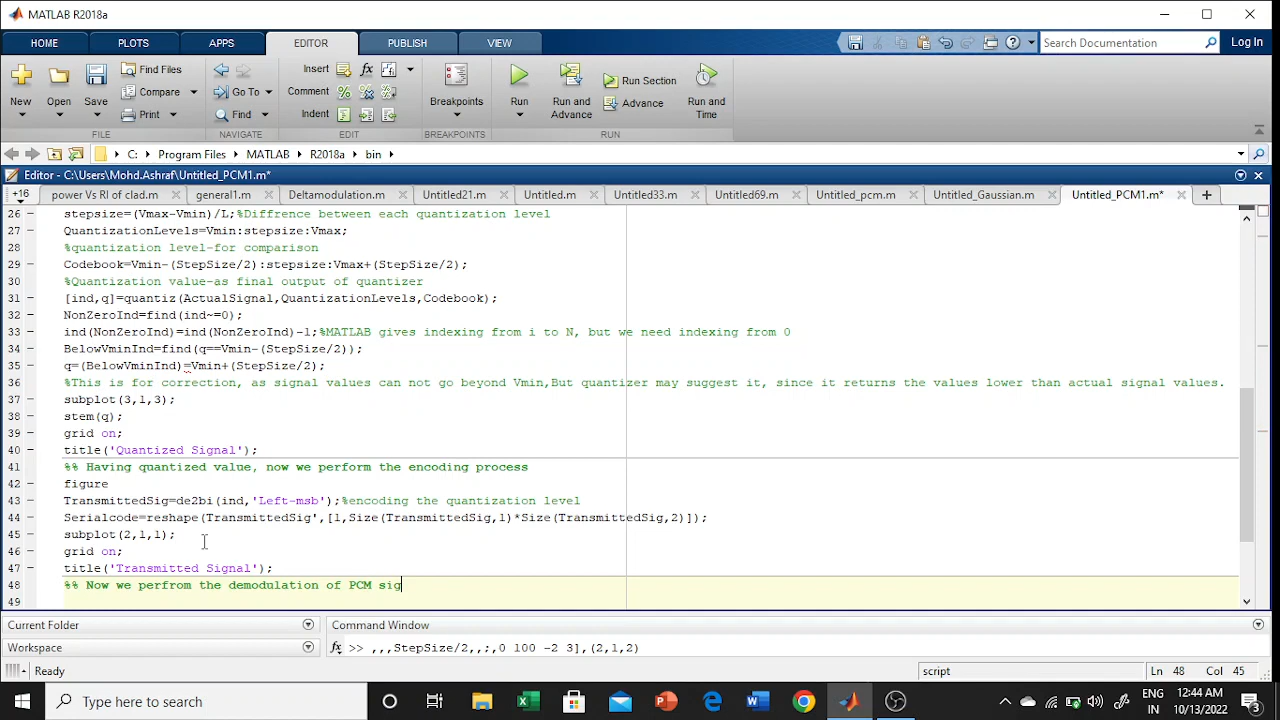 MATLAB R2018a
HOME PLOTS APPS EDITOR PUBLISH VIEW Search Documentation Log In
New Open Save Find Files Compare Print Go To Find Insert Comment Indent Breakpoints Run Run and Advance Run Section Advance Run and Time
FILE NAVIGATE EDIT BREAKPOINTS RUN
C: Program Files MATLAB R2018a bin
Editor - C:\Users\Mohd.Ashraf\Untitled_PCM1.m*
+16 power Vs RI of clad.m general1.m Deltamodulation.m Untitled21.m Untitled.m Untitled33.m Untitled69.m Untitled_pcm.m Untitled_Gaussian.m Untitled_PCM1.m*
26 – stepsize=(Vmax-Vmin)/L;%Diffrence between each quantization level
27 – QuantizationLevels=Vmin:stepsize:Vmax;
28 – %quantization level-for comparison
29 – Codebook=Vmin-(StepSize/2):stepsize:Vmax+(StepSize/2);
30 – %Quantization value-as final output of quantizer
31 – [ind,q]=quantiz(ActualSignal,QuantizationLevels,Codebook);
32 – NonZeroInd=find(ind~=0);
33 – ind(NonZeroInd)=ind(NonZeroInd)-1;%MATLAB gives indexing from i to N, but we need indexing from 0
34 – BelowVminInd=find(q==Vmin-(StepSize/2));
35 – q=(BelowVminInd)=Vmin+(StepSize/2);
36 %This is for correction, as signal values can not go beyond Vmin,But quantizer may suggest it, since it returns the values lower than actual signal values.
37 – subplot(3,1,3);
38 – stem(q);
39 – grid on;
40 – title('Quantized Signal');
41 – %% Having quantized value, now we perform the encoding process
42 – figure
43 – TransmittedSig=de2bi(ind,'Left-msb');%encoding the quantization level
44 – Serialcode=reshape(TransmittedSig',[1,Size(TransmittedSig,1)*Size(TransmittedSig,2)]);
45 – subplot(2,1,1);
46 – grid on;
47 – title('Transmitted Signal');
48 – %% Now we perfrom the demodulation of PCM sig
49
Current Folder Command Window
Workspace fx >> ,,,StepSize/2,,;,0 100 -2 3],(2,1,2)
Ready script Ln 48 Col 45
Type here to search ENG IN 12:44 AM 10/13/2022 3